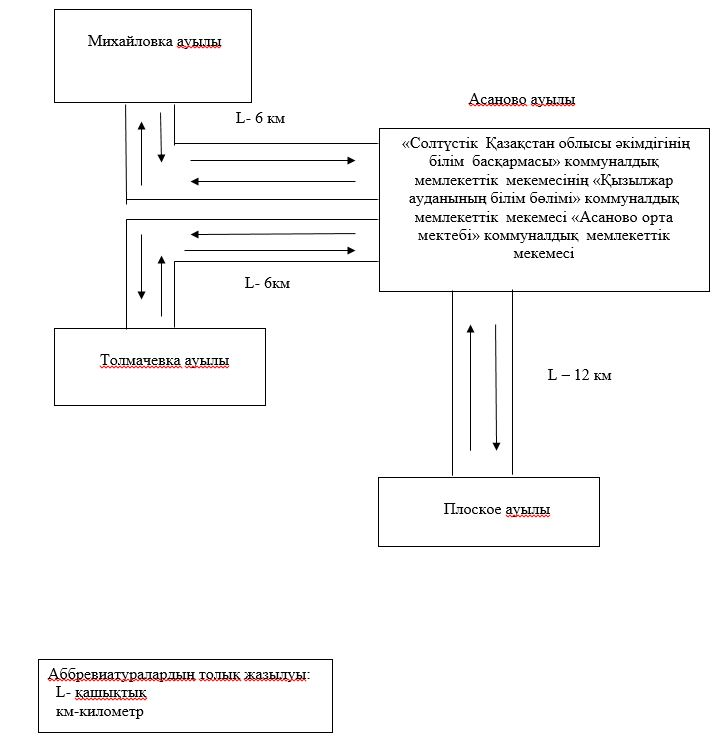 Михайловка ауылы
Асаново ауылы
L- 6 км
«Солтүстік Қазақстан облысы әкімдігінің
білім басқармасы» коммуналдық
мемлекеттік мекемесінің «Қызылжар
ауданының білім бөлімі» коммуналдық
мемлекеттік мекемесі «Асаново орта
мектебі» коммуналдық мемлекеттік
мекемесі
L- 6км
Толмачевка ауылы
L – 12 км
Плоское ауылы
Аббревиатуралардың толық жазылуы:
L- қашықтық
км-километр